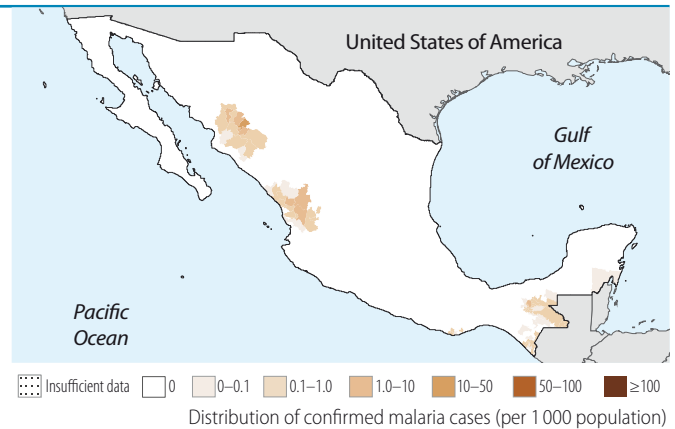 United States of America
Gulf
of Mexico
Pacific
Ocean
Insufficient data 0 0–0.1 0.1–1.0 1.0–10 10–50 50–100 ≥100
Distribution of confirmed malaria cases (per 1 000 population)